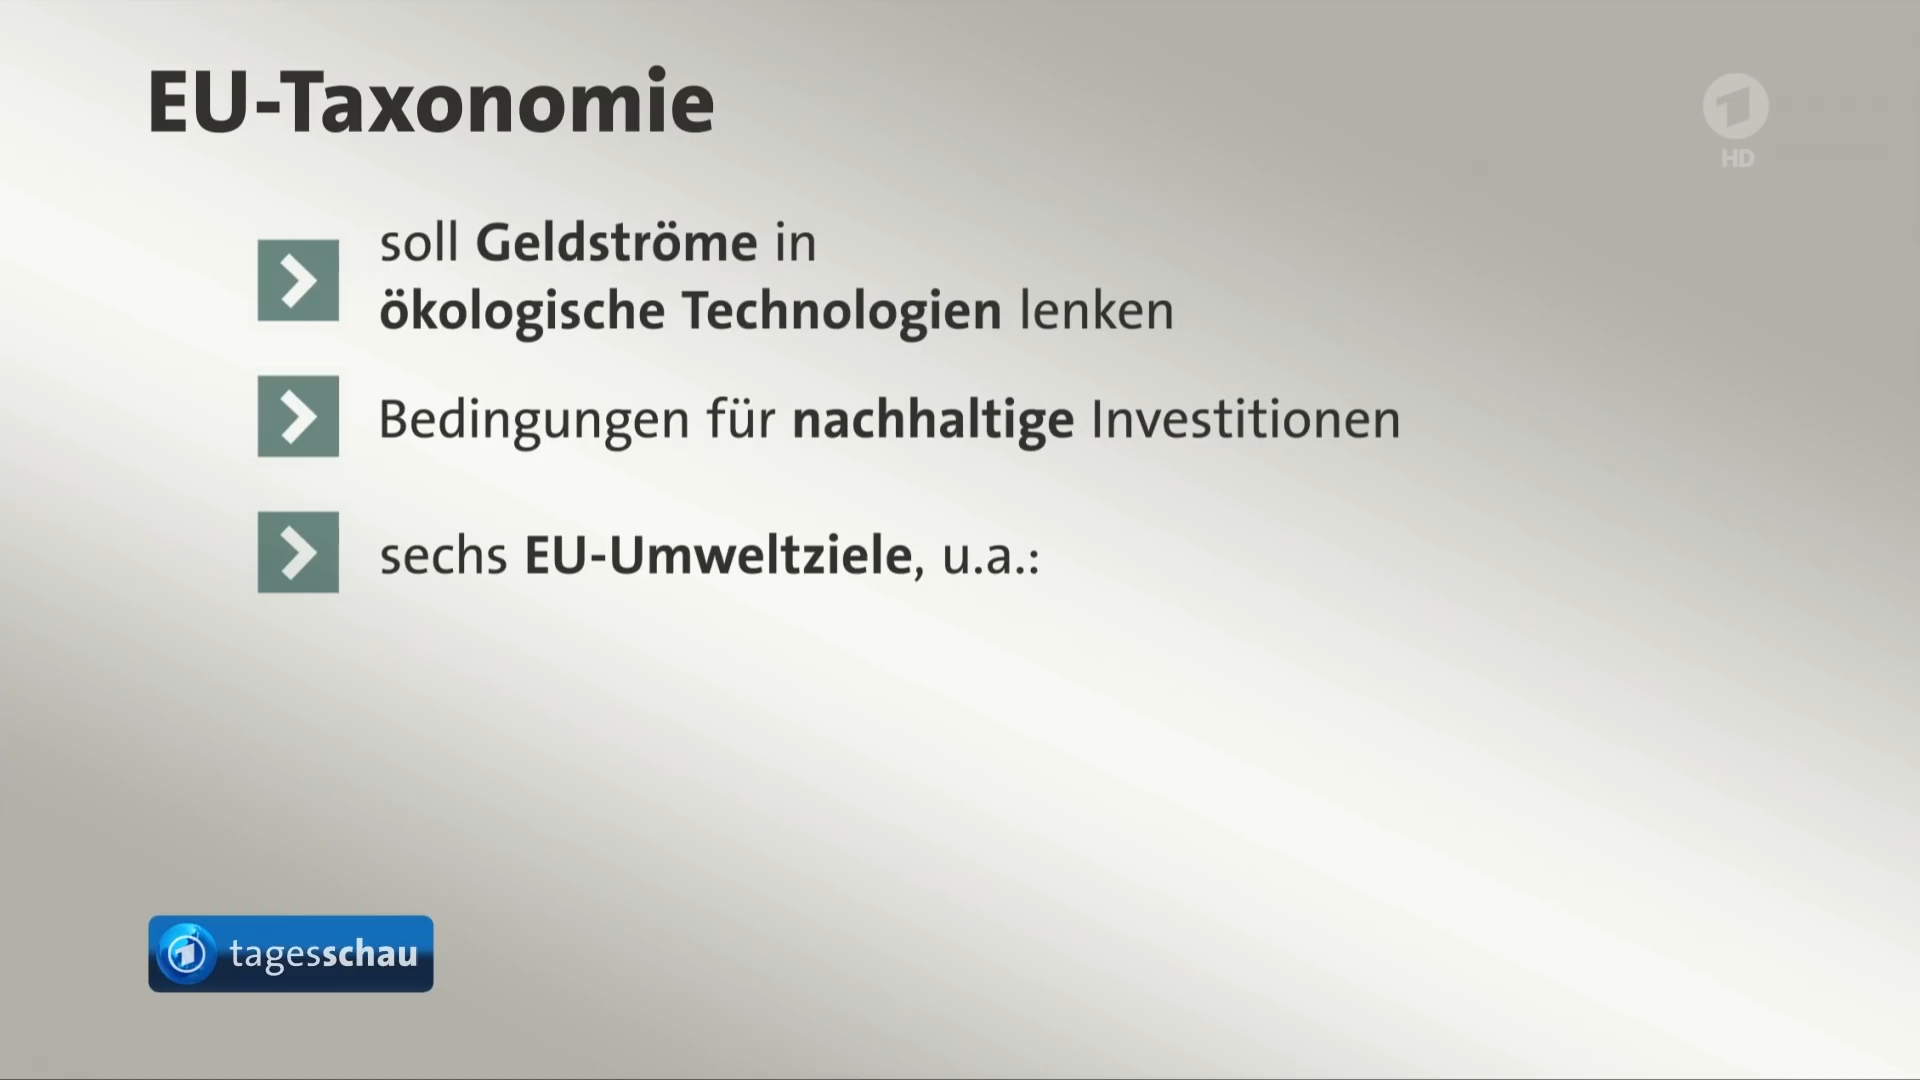 EU-Taxonomie
HD
soll Geldströme in
ökologische Technologien lenken
Bedingungen für nachhaltige Investitionen
sechs EU-Umweltziele, u.a.:
tagesschau